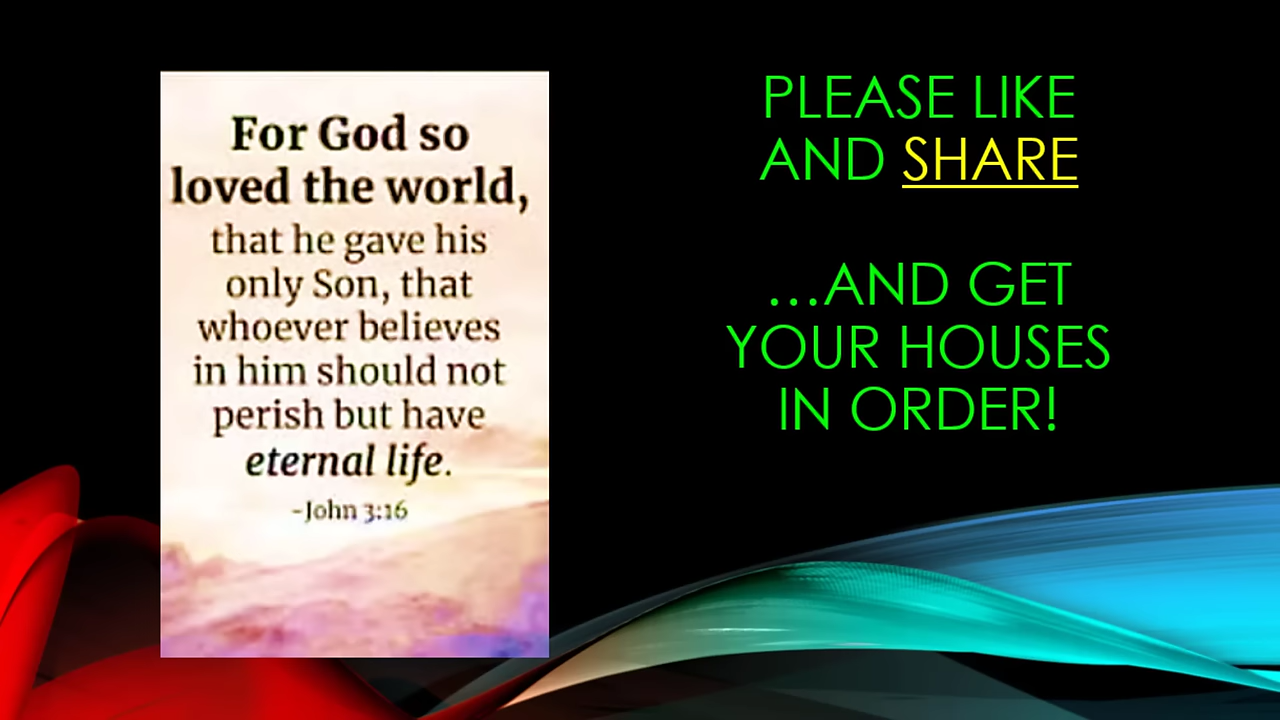 For God so
loved the world,
that he gave his
only Son, that
whoever believes
in him should not
perish but have
eternal life.
-John 3:16
PLEASE LIKE
AND SHARE
...AND GET
YOUR HOUSES
IN ORDER!